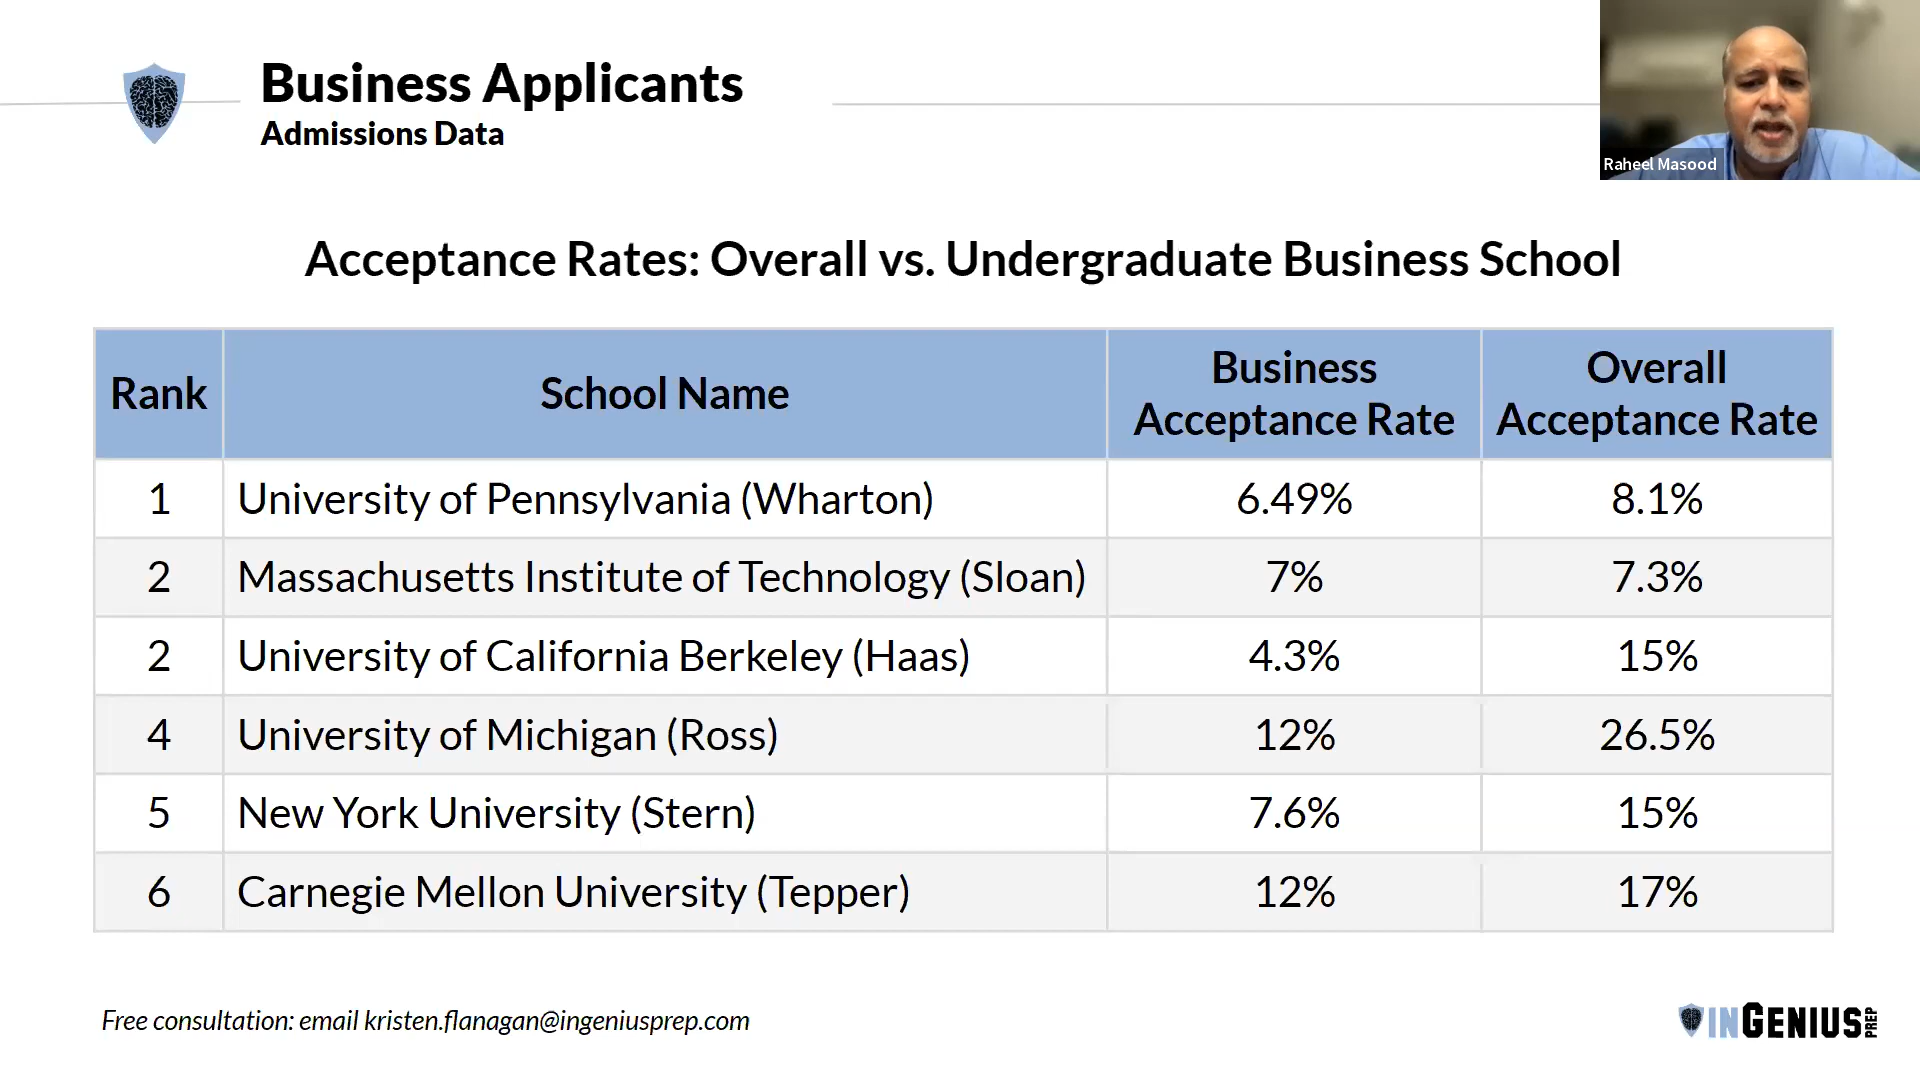 Business Applicants
Admissions Data
Raheel Masood
Acceptance Rates: Overall vs. Undergraduate Business School
Rank School Name Business Acceptance Rate Overall Acceptance Rate
1 University of Pennsylvania (Wharton) 6.49% 8.1%
2 Massachusetts Institute of Technology (Sloan) 7% 7.3%
2 University of California Berkeley (Haas) 4.3% 15%
4 University of Michigan (Ross) 12% 26.5%
5 New York University (Stern) 7.6% 15%
6 Carnegie Mellon University (Tepper) 12% 17%
Free consultation: email kristen.flanagan@ingeniusprep.com
INGENIUS PREP